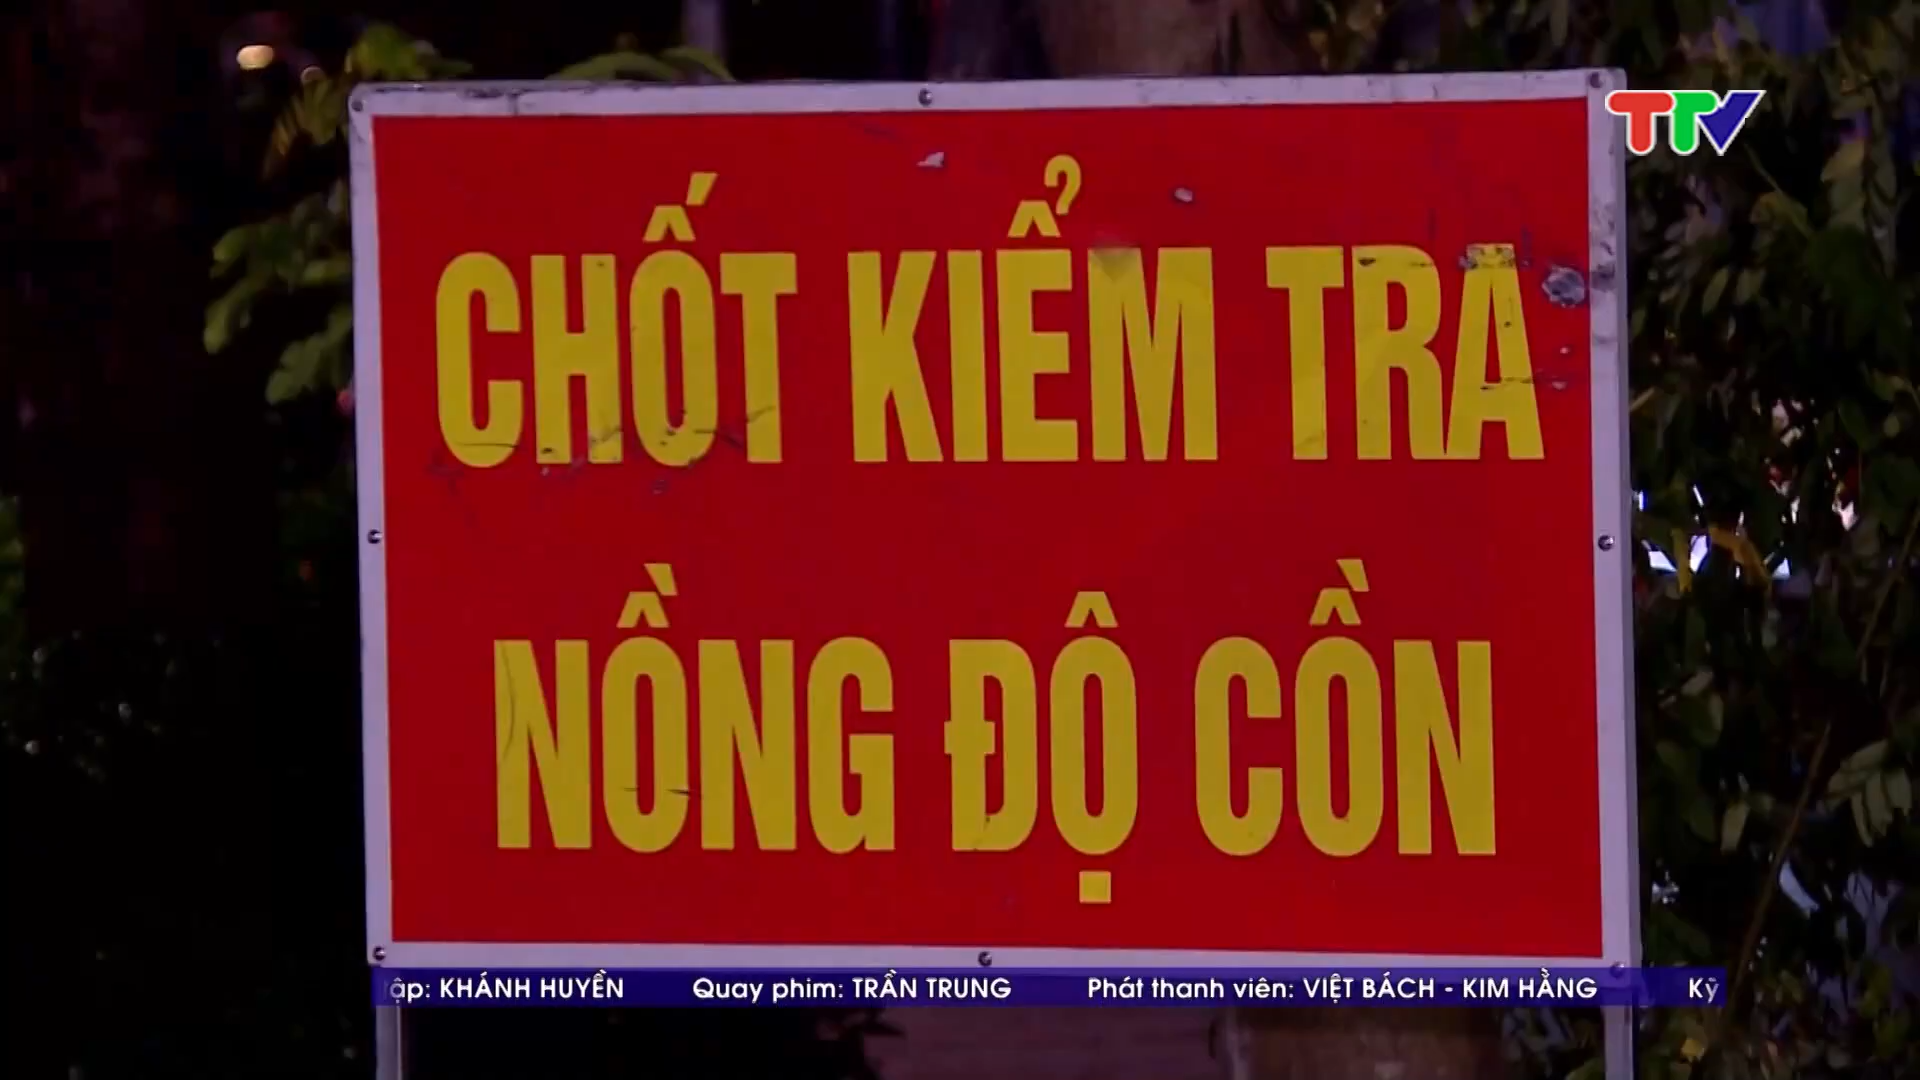 TTV
CHỐT KIỂM TRA
NỒNG ĐỘ CỒN
ập: KHÁNH HUYỀN Quay phim: TRẦN TRUNG Phát thanh viên: VIỆT BÁCH - KIM HẰNG Kỹ